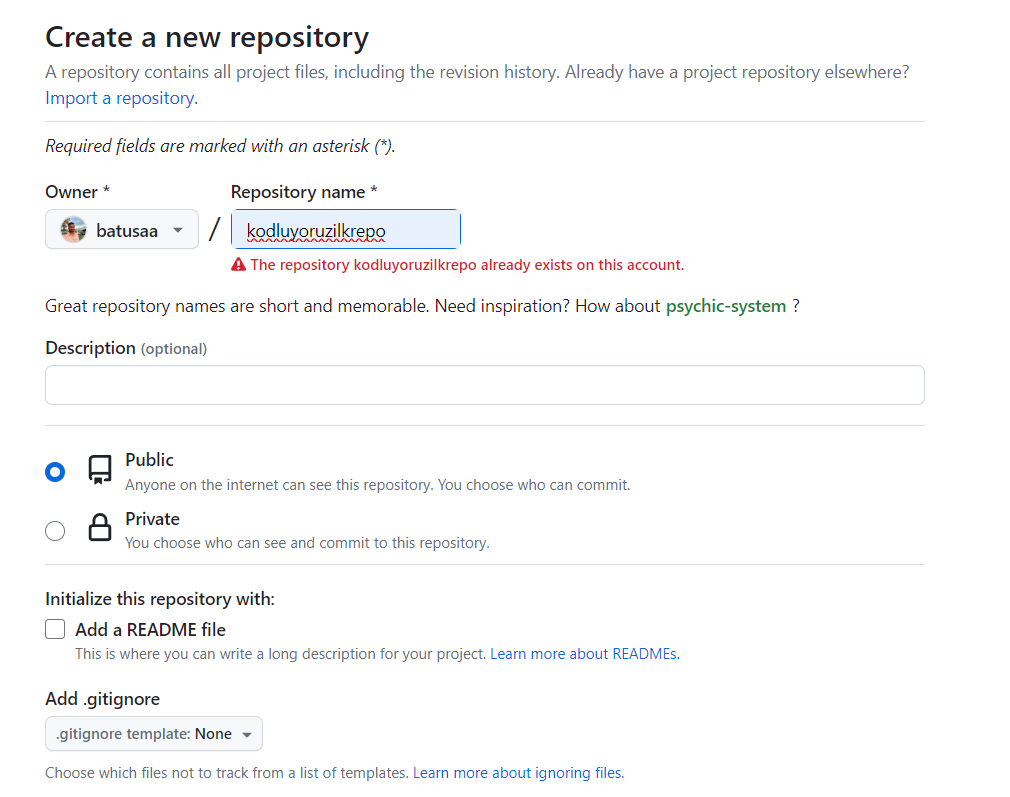 Create a new repository
A repository contains all project files, including the revision history. Already have a project repository elsewhere?
Import a repository.
Required fields are marked with an asterisk (*).
Owner * Repository name *
batusaa / kodluyoruzilkrepo
The repository kodluyoruzilkrepo already exists on this account.
Great repository names are short and memorable. Need inspiration? How about psychic-system ?
Description (optional)
Public
Anyone on the internet can see this repository. You choose who can commit.
Private
You choose who can see and commit to this repository.
Initialize this repository with:
Add a README file
This is where you can write a long description for your project. Learn more about READMEs.
Add .gitignore
.gitignore template: None
Choose which files not to track from a list of templates. Learn more about ignoring files.